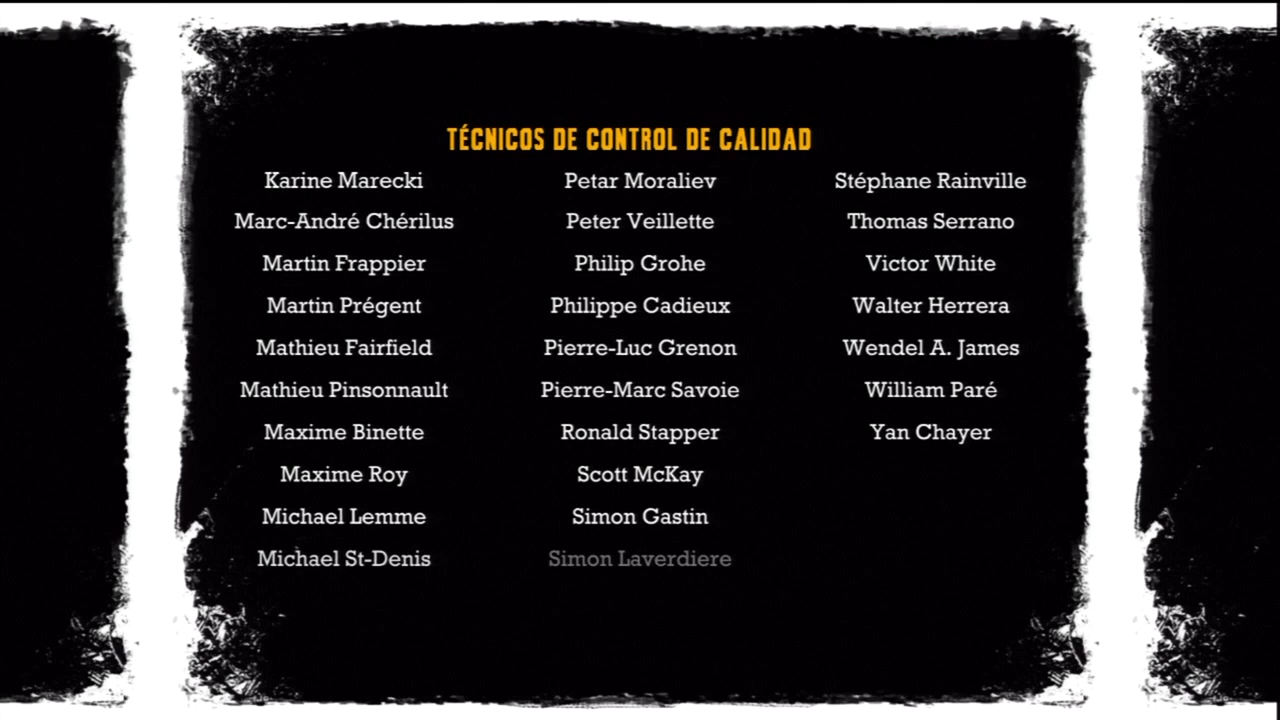 TÉCNICOS DE CONTROL DE CALIDAD
Karine Marecki
Marc-André Chérilus
Martin Frappier
Martin Prégent
Mathieu Fairfield
Mathieu Pinsonnault
Maxime Binette
Maxime Roy
Michael Lemme
Michael St-Denis
Petar Moraliev
Peter Veillette
Philip Grohe
Philippe Cadieux
Pierre-Luc Grenon
Pierre-Marc Savoie
Ronald Stapper
Scott McKay
Simon Gastin
Simon Laverdiere
Stéphane Rainville
Thomas Serrano
Victor White
Walter Herrera
Wendel A. James
William Paré
Yan Chayer